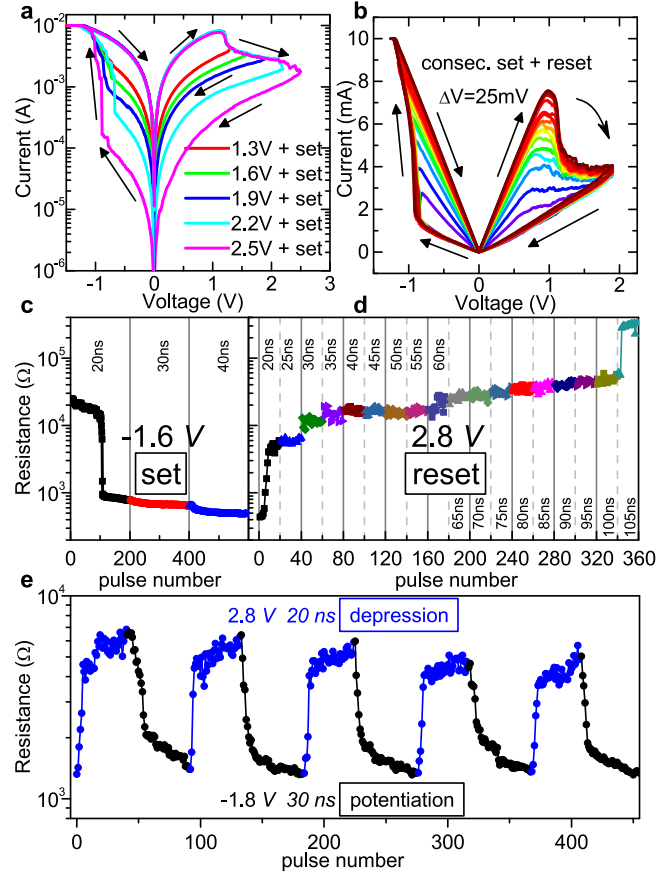 a
Current (A)
10⁻²
10⁻³
10⁻⁴
10⁻⁵
10⁻⁶
1.3V + set
1.6V + set
1.9V + set
2.2V + set
2.5V + set
-1 0 1 2 3
Voltage (V)
b
Current (mA)
10
8
6
4
2
0
consec. set + reset
ΔV=25mV
-1 0 1 2
Voltage (V)
c
Resistance (Ω)
10⁵
10⁴
10³
20ns
30ns
40ns
-1.6 V
set
0 200 400
pulse number
d
20ns
25ns
30ns
35ns
40ns
45ns
50ns
55ns
60ns
2.8 V
reset
65ns
70ns
75ns
80ns
85ns
90ns
95ns
100ns
105ns
0 40 80 120 160 200 240 280 320 360
pulse number
e
Resistance (Ω)
10⁴
10³
2.8 V 20 ns depression
-1.8 V 30 ns potentiation
0 100 200 300 400
pulse number